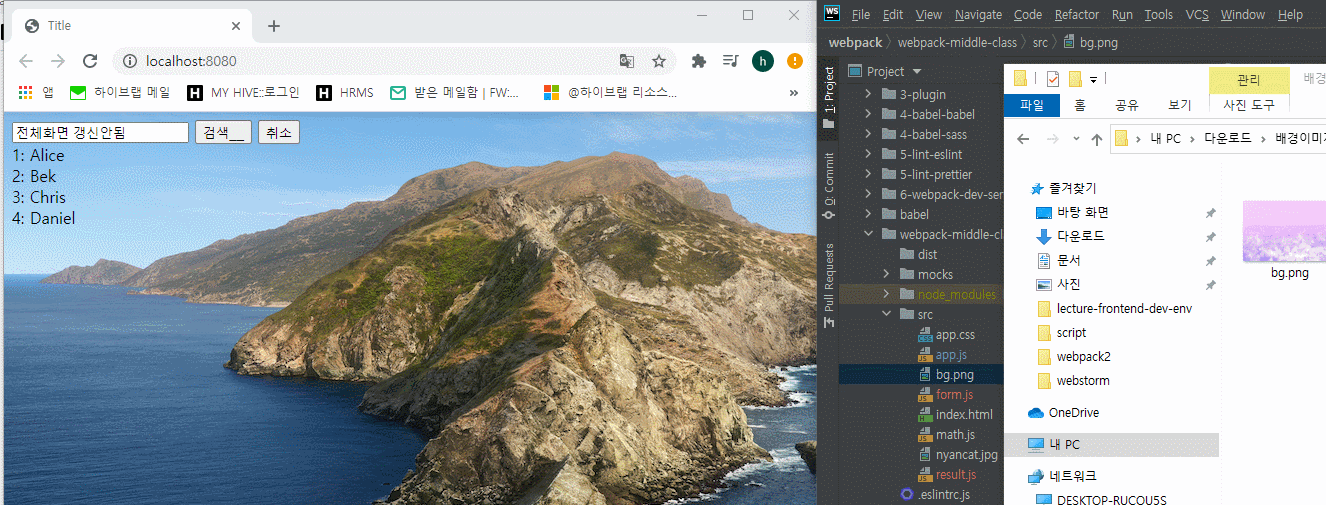 Title
localhost:8080
h
앱
하이브랩 메일
MY HIVE::로그인
HRMS
받은 메일함 | FW:...
@하이브랩 리소스...
»
전체화면 갱신안됨
검색__
취소
1: Alice
2: Bek
3: Chris
4: Daniel
WS File Edit View Navigate Code Refactor Run Tools VCS Window Help
webpack webpack-middle-class src bg.png
1: Project
0: Commit
Pull Requests
Project
3-plugin
4-babel-babel
4-babel-sass
5-lint-eslint
5-lint-prettier
6-webpack-dev-ser
babel
webpack-middle-cl
dist
mocks
node_modules
src
app.css
app.js
bg.png
form.js
index.html
math.js
nyancat.jpg
result.js
.eslintrc.js
관리
배경
파일 홈 공유 보기 사진 도구
내 PC 다운로드 배경이미지
즐겨찾기
바탕 화면
다운로드
문서
사진
lecture-frontend-dev-env
script
webpack2
webstorm
OneDrive
내 PC
네트워크
DESKTOP-RUCOU5S
bg.png